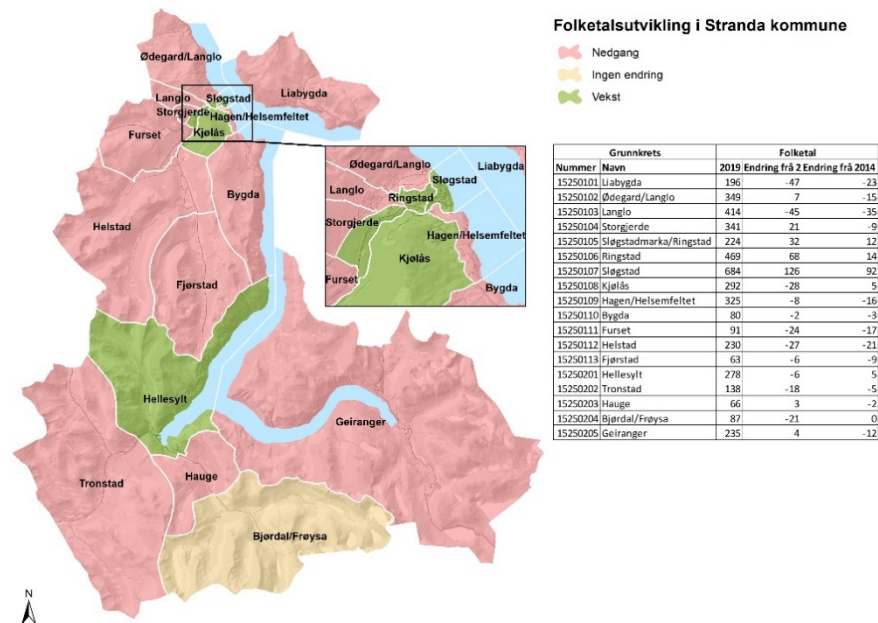 Folketalsutvikling i Stranda kommune
Nedgang
Ingen endring
Vekst
Ødegard/Langlo
Liabygda
Langlo
Sløgstad
Storgjerde
Hagen/Helsemfeltet
Furset
Kjølås
Bygda
Helstad
Fjørstad
Hellesylt
Geiranger
Tronstad
Hauge
Bjørdal/Frøysa
N
Ødegard/Langlo
Liabygda
Sløgstad
Langlo
Ringstad
Storgjerde
Hagen/Helsemfeltet
Kjølås
Furset
Bygda
Grunnkrets Folketal
Nummer Navn 2019 Endring frå 2 Endring frå 2014
15250101 Liabygda 196 -47 -23
15250102 Ødegard/Langlo 349 7 -15
15250103 Langlo 414 -45 -35
15250104 Storgjerde 341 21 -9
15250105 Sløgstadmarka/Ringstad 224 32 12
15250106 Ringstad 469 68 14
15250107 Sløgstad 684 126 92
15250108 Kjølås 292 -28 5
15250109 Hagen/Helsemfeltet 325 -8 -16
15250110 Bygda 80 -2 -3
15250111 Furset 91 -24 -17
15250112 Helstad 230 -27 -21
15250113 Fjørstad 63 -6 -9
15250201 Hellesylt 278 -6 5
15250202 Tronstad 138 -18 -5
15250203 Hauge 66 3 -2
15250204 Bjørdal/Frøysa 87 -21 0
15250205 Geiranger 235 4 -12